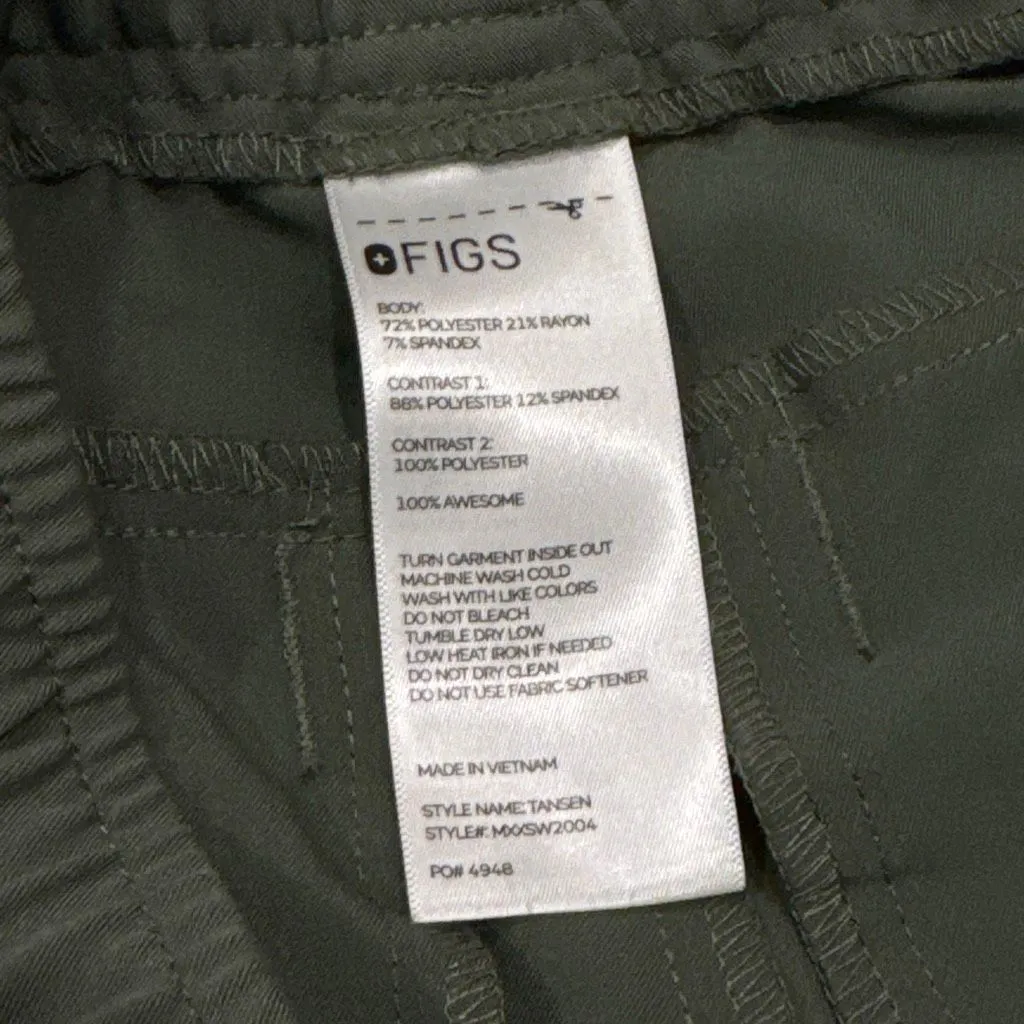 FIGS
BODY:
72% POLYESTER 21% RAYON
7% SPANDEX
CONTRAST 1:
88% POLYESTER 12% SPANDEX
CONTRAST 2:
100% POLYESTER
100% AWESOME
TURN GARMENT INSIDE OUT
MACHINE WASH COLD
WASH WITH LIKE COLORS
DO NOT BLEACH
TUMBLE DRY LOW
LOW HEAT IRON IF NEEDED
DO NOT DRY CLEAN
DO NOT USE FABRIC SOFTENER
MADE IN VIETNAM
STYLE NAME: TANSEN
STYLE#: MXXSW2004
PO# 4948